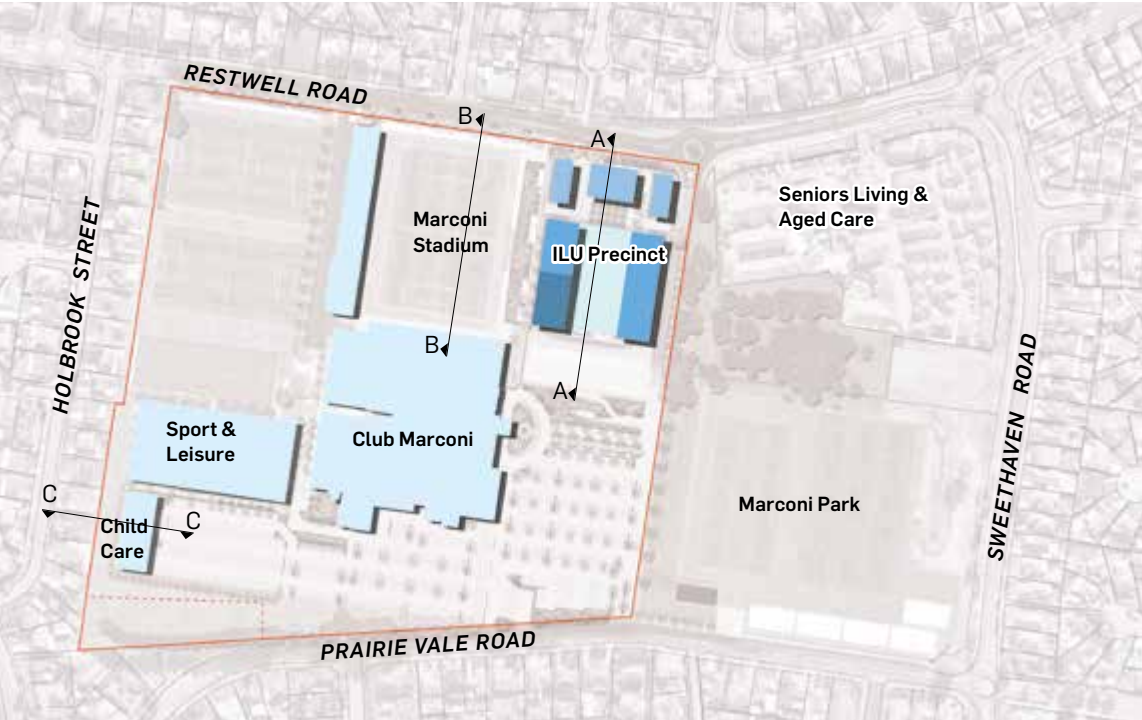 RESTWELL ROAD
B
A
Seniors Living &
Aged Care
HOLBROOK STREET
Marconi
Stadium
ILU Precinct
B
A
SWEETHAVEN ROAD
Sport &
Leisure
Club Marconi
C
C
Child
Care
Marconi Park
PRAIRIE VALE ROAD